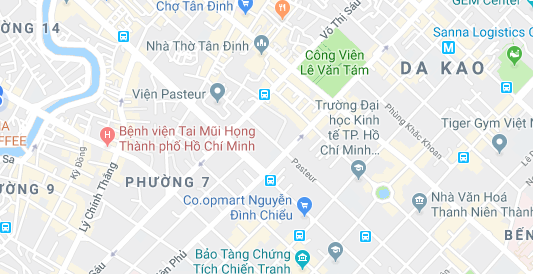 Chợ Tân Định
GEM Center
ƯỜNG 14
Võ Thị Sáu
Sanna Logistics C
Nhà Thờ Tân Định
Công Viên
Lê Văn Tám
DA KAO
Viện Pasteur
Trường Đại
học Kinh
tế TP. Hồ
Chí Minh...
Phùng Khắc Khoan
Tiger Gym Việt N
Bệnh viện Tai Mũi Họng
Thành phố Hồ Chí Minh
A
FFEE
Sa
Kỳ Đồng
Lý Chính Thắng
Lê D
Pasteur
PHƯỜNG 7
ƯỜNG 9
Co.opmart Nguyễn
Đình Chiểu
Nhà Văn Hoá
Thanh Niên Thành
BẾN
Bảo Tàng Chứng
Tích Chiến Tranh
n Phủ
Sáu